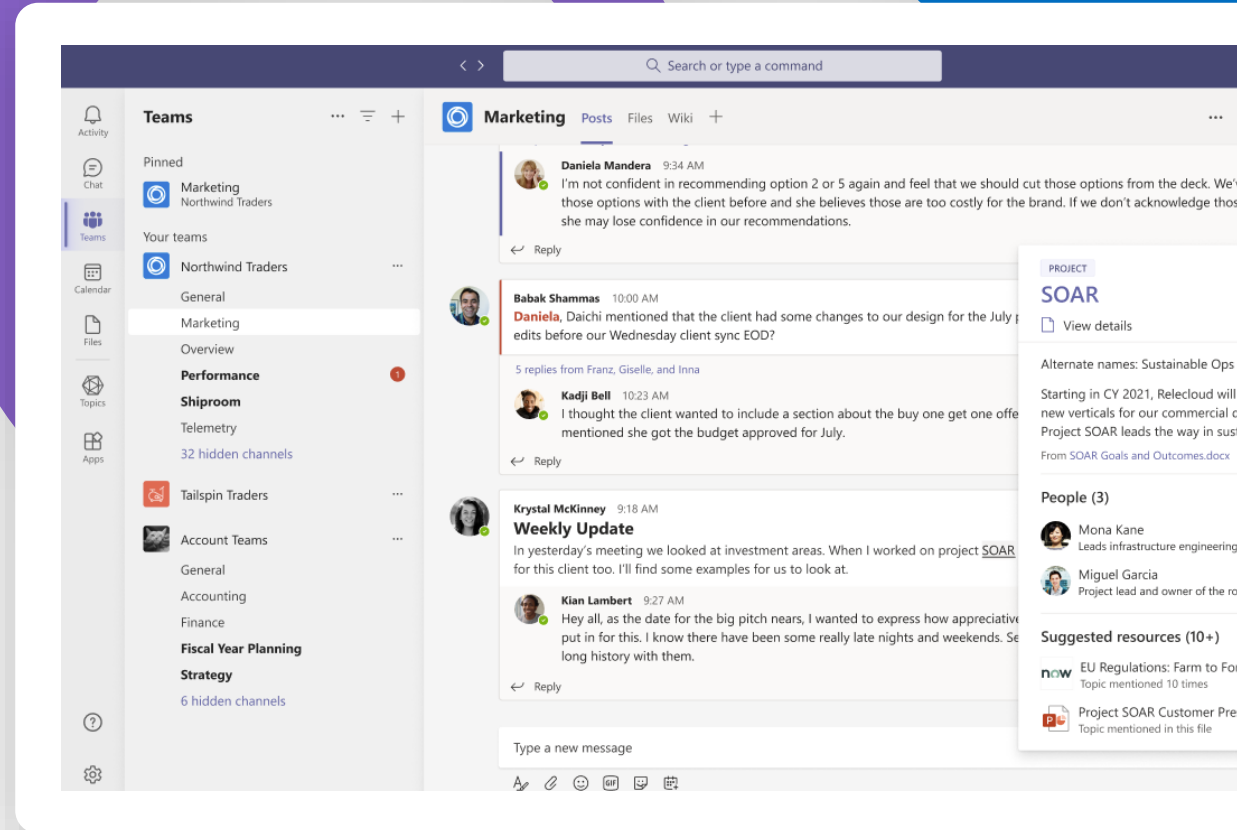 Search or type a command
Activity
Chat
Teams
Calendar
Files
Topics
Apps
Teams
Pinned
Marketing
Northwind Traders
Your teams
Northwind Traders
General
Marketing
Overview
Performance
1
Shiproom
Telemetry
32 hidden channels
Tailspin Traders
Account Teams
General
Accounting
Finance
Fiscal Year Planning
Strategy
6 hidden channels
Marketing Posts Files Wiki
Daniela Mandera 9:34 AM
I'm not confident in recommending option 2 or 5 again and feel that we should cut those options from the deck.
those options with the client before and she believes those are too costly for the brand. If we don't acknowledge
she may lose confidence in our recommendations.
Reply
Babak Shammas 10:00 AM
Daniela, Daichi mentioned that the client had some changes to our design for the July
edits before our Wednesday client sync EOD?
5 replies from Franz, Giselle, and Inna
Kadji Bell 10:23 AM
I thought the client wanted to include a section about the buy one get one
mentioned she got the budget approved for July.
Reply
Krystal McKinney 9:18 AM
Weekly Update
In yesterday's meeting we looked at investment areas. When I worked on project SOAR
for this client too. I'll find some examples for us to look at.
Kian Lambert 9:27 AM
Hey all, as the date for the big pitch nears, I wanted to express how appreciative
put in for this. I know there have been some really late nights and weekends.
long history with them.
Reply
Type a new message
GIF
PROJECT
SOAR
View details
Alternate names: Sustainable Ops
Starting in CY 2021, Relecloud will
new verticals for our commercial
Project SOAR leads the way in
From SOAR Goals and Outcomes.docx
People (3)
Mona Kane
Leads infrastructure engineering
Miguel Garcia
Project lead and owner of the
Suggested resources (10+)
now
EU Regulations: Farm to
Topic mentioned 10 times
P
Project SOAR Customer
Topic mentioned in this file